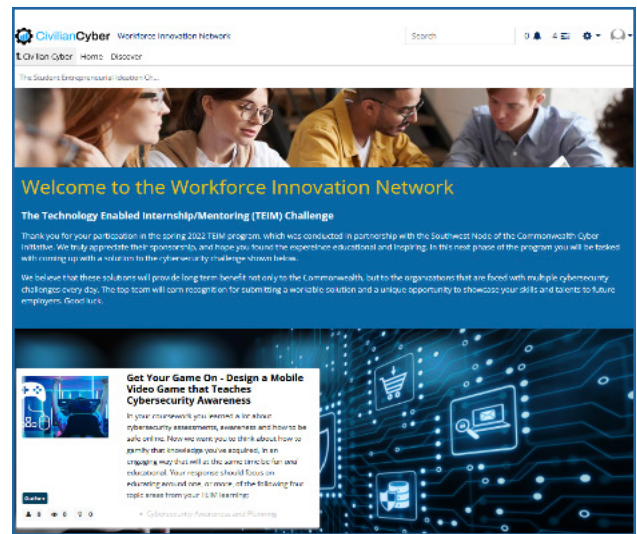 CivilianCyber Workforce Innovation Network Search 0 4
Civilian Cyber Home Discover
The Student Entrepreneurial Ideation Ch...
Welcome to the Workforce Innovation Network
The Technology Enabled Internship/Mentoring (TEIM) Challenge
Thank you for your participation in the spring 2022 TEIM program, which was conducted in partnership with the Southwest Node of the Commonwealth Cyber
Initiative. We truly appreciate their sponsorship, and hope you found the expereince educational and inspiring. In this next phase of the program you will be tasked
with coming up with a solution to the cybersecurity challenge shown below.
We believe that these solutions will provide long term benefit not only to the Commonwealth, but to the organizations that are faced with multiple cybersecurity
challenges every day. The top team will earn recognition for submitting a workable solution and a unique opportunity to showcase your skills and talents to future
employers. Good luck.
Get Your Game On - Design a Mobile
Video Game that Teaches
Cybersecurity Awareness
In your coursework you learned a lot about
cybersecurity assessments, awareness and how to be
safe online. Now we want you to think about how to
gamify that knowledge you've acquired, in an
engaging way that will at the same time be fun and
educational. Your response should focus on
educating around one, or more, of the following four
topic areas from your TEIM learning:
Cybersecurity Awareness and Planning
8 0 0